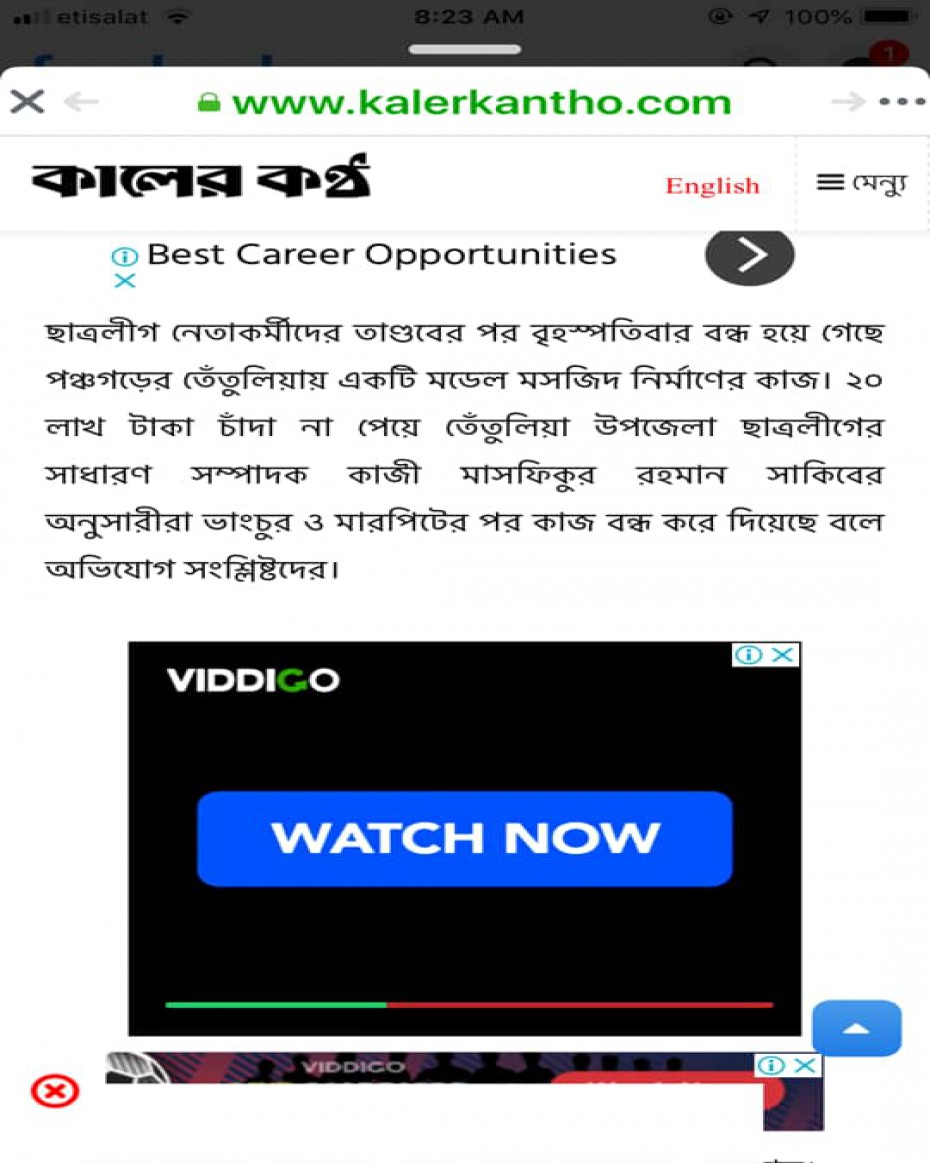 etisalat 8:23 AM 100%
1
www.kalerkantho.com
কালের কণ্ঠ English মেন্যু
Best Career Opportunities
ছাত্রলীগ নেতাকর্মীদের তাণ্ডবের পর বৃহস্পতিবার বন্ধ হয়ে গেছে
পঞ্চগড়ের তেঁতুলিয়ায় একটি মডেল মসজিদ নির্মাণের কাজ। ২০
লাখ টাকা চাঁদা না পেয়ে তেঁতুলিয়া উপজেলা ছাত্রলীগের
সাধারণ সম্পাদক কাজী মাসফিকুর রহমান সাকিবের
অনুসারীরা ভাংচুর ও মারপিটের পর কাজ বন্ধ করে দিয়েছে বলে
অভিযোগ সংশ্লিষ্টদের।
VIDDIGO
WATCH NOW
VIDDIGO